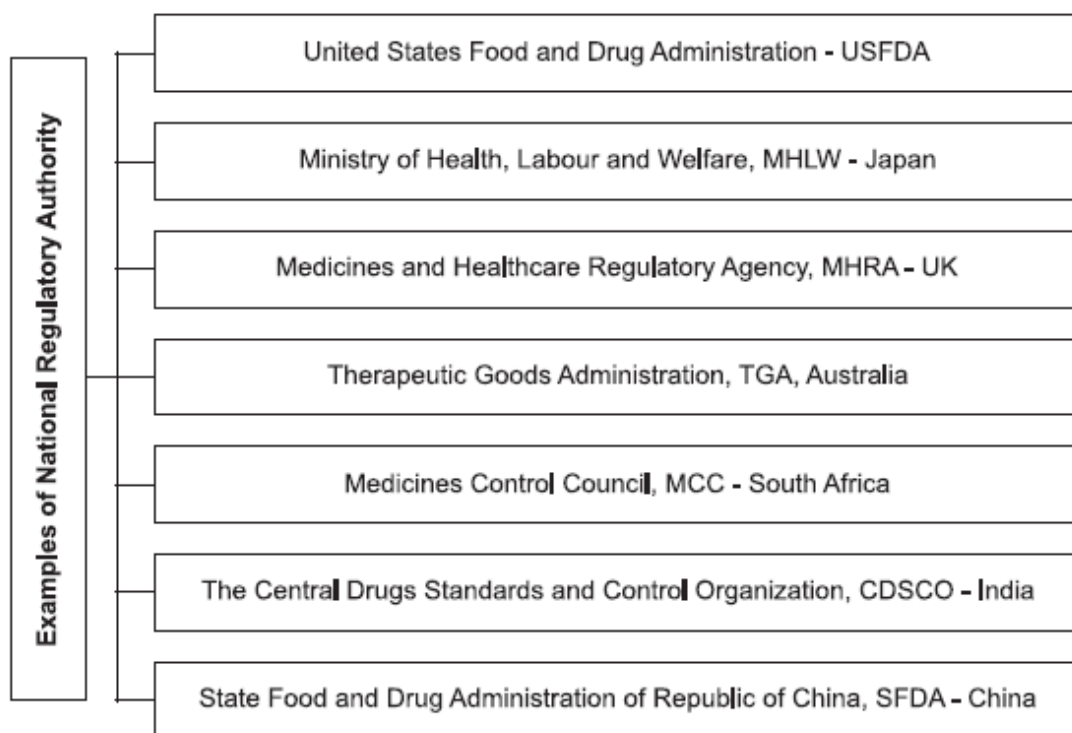 Examples of National Regulatory Authority
United States Food and Drug Administration - USFDA
Ministry of Health, Labour and Welfare, MHLW - Japan
Medicines and Healthcare Regulatory Agency, MHRA - UK
Therapeutic Goods Administration, TGA, Australia
Medicines Control Council, MCC - South Africa
The Central Drugs Standards and Control Organization, CDSCO - India
State Food and Drug Administration of Republic of China, SFDA - China